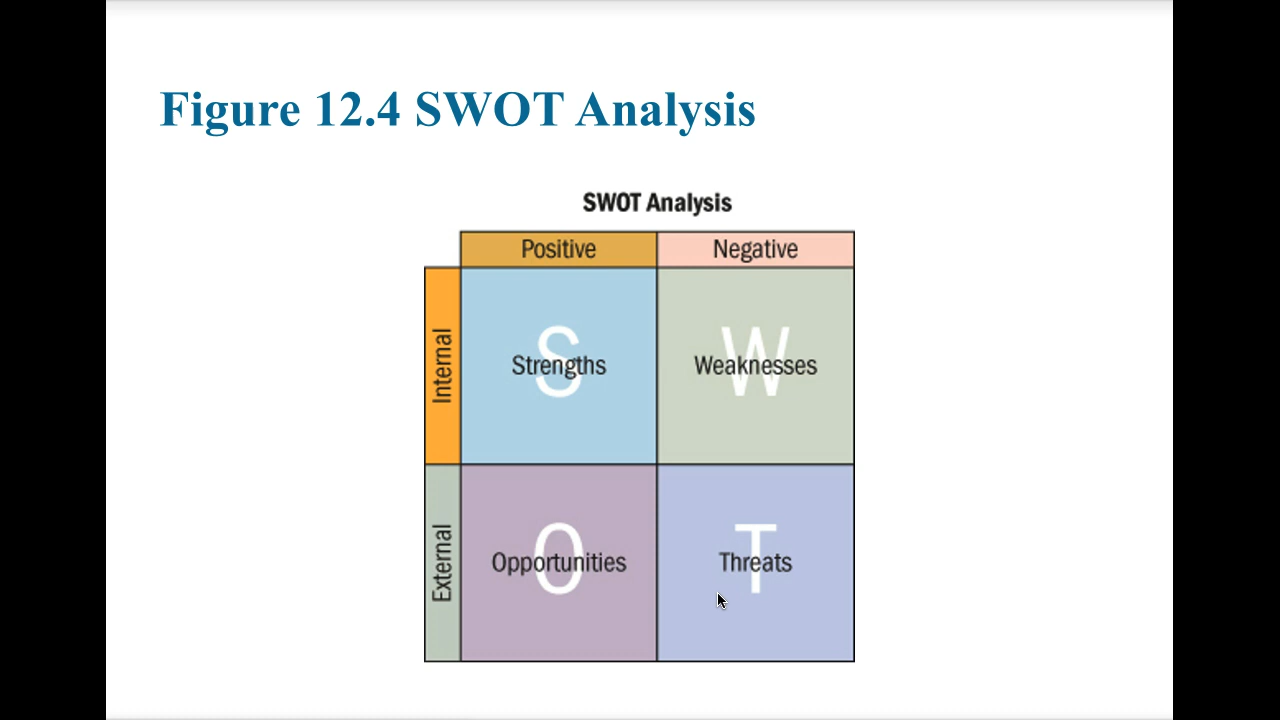 Figure 12.4 SWOT Analysis
SWOT Analysis
Positive Negative
Internal
S W
Strengths Weaknesses
External
O T
Opportunities Threats